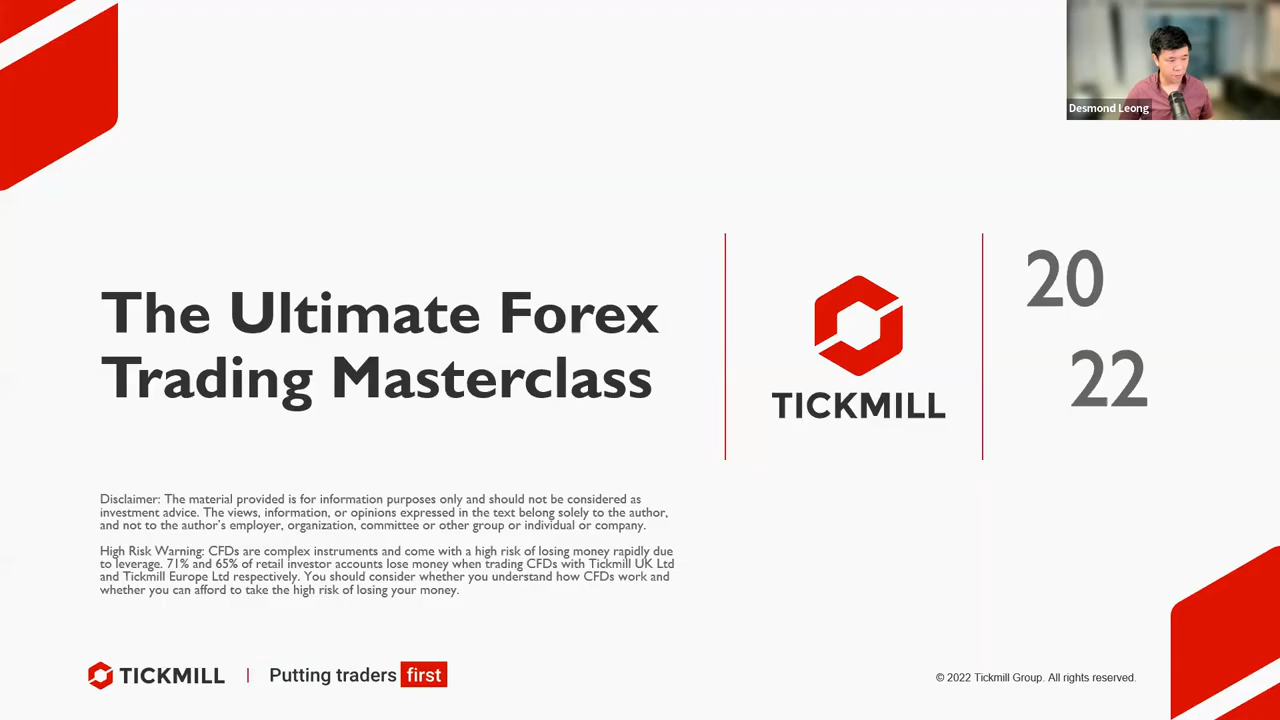 Desmond Leong
The Ultimate Forex
Trading Masterclass
TICKMILL
20
22
Disclaimer: The material provided is for information purposes only and should not be considered as
investment advice. The views, information, or opinions expressed in the text belong solely to the author,
and not to the author's employer, organization, committee or other group or individual or company.
High Risk Warning: CFDs are complex instruments and come with a high risk of losing money rapidly due
to leverage. 71% and 65% of retail investor accounts lose money when trading CFDs with Tickmill UK Ltd
and Tickmill Europe Ltd respectively. You should consider whether you understand how CFDs work and
whether you can afford to take the high risk of losing your money.
TICKMILL | Putting traders first
© 2022 Tickmill Group. All rights reserved.